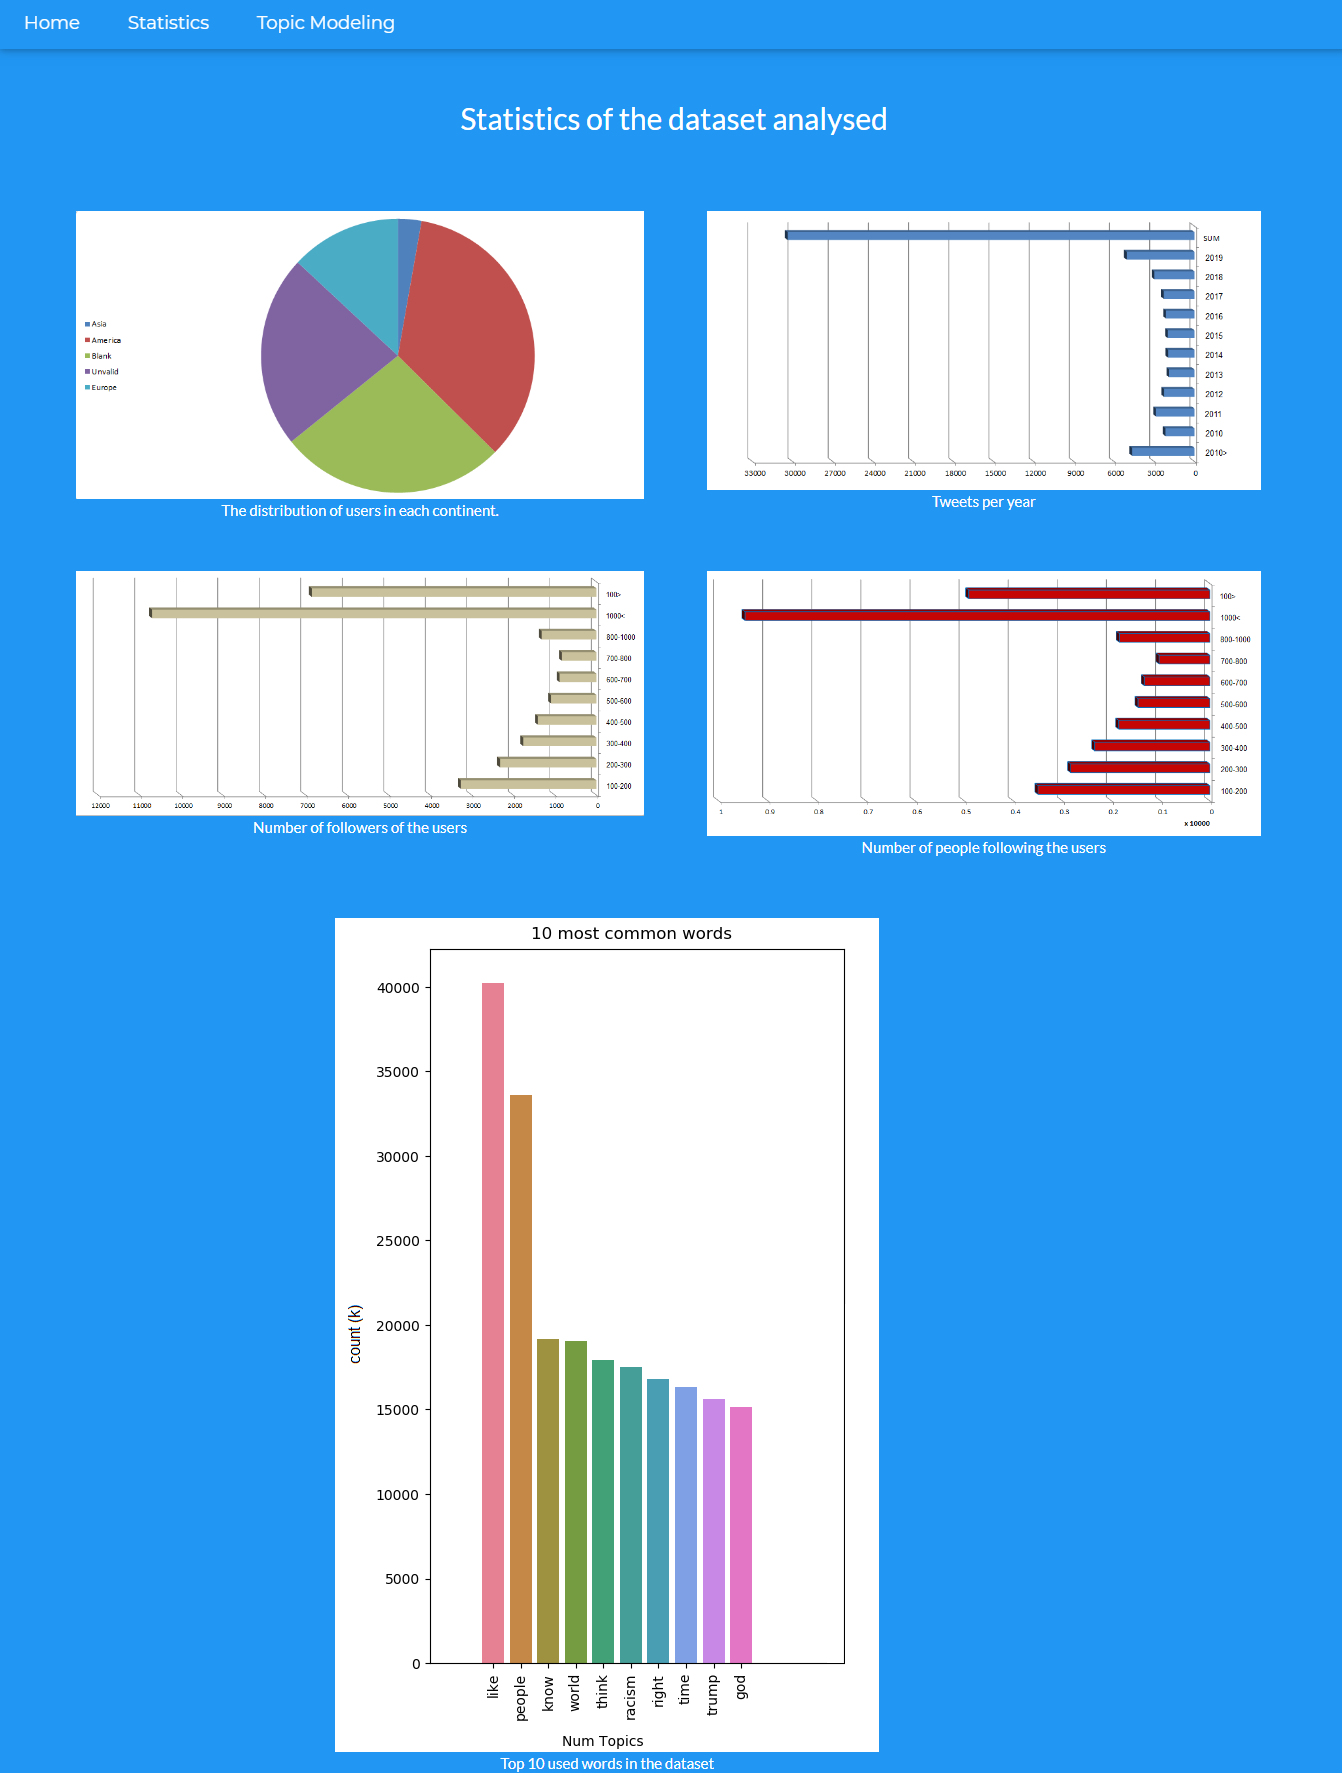 Home Statistics Topic Modeling
Statistics of the dataset analysed
Asia
America
Blank
Unvalid
Europe
The distribution of users in each continent.
SUM
2019
2018
2017
2016
2015
2014
2013
2012
2011
2010
2010>
33000 30000 27000 24000 21000 18000 15000 12000 9000 6000 3000 0
Tweets per year
100>
1000<
800-1000
700-800
600-700
500-600
400-500
300-400
200-300
100-200
12000 11000 10000 9000 8000 7000 6000 5000 4000 3000 2000 1000 0
Number of followers of the users
100>
1000<
800-1000
700-800
600-700
500-600
400-500
300-400
200-300
100-200
1 0.9 0.8 0.7 0.6 0.5 0.4 0.3 0.2 0.1 0
x 10000
Number of people following the users
10 most common words
40000
35000
30000
25000
20000
15000
10000
5000
0
count (k)
like people know world think racism right time trump god
Num Topics
Top 10 used words in the dataset